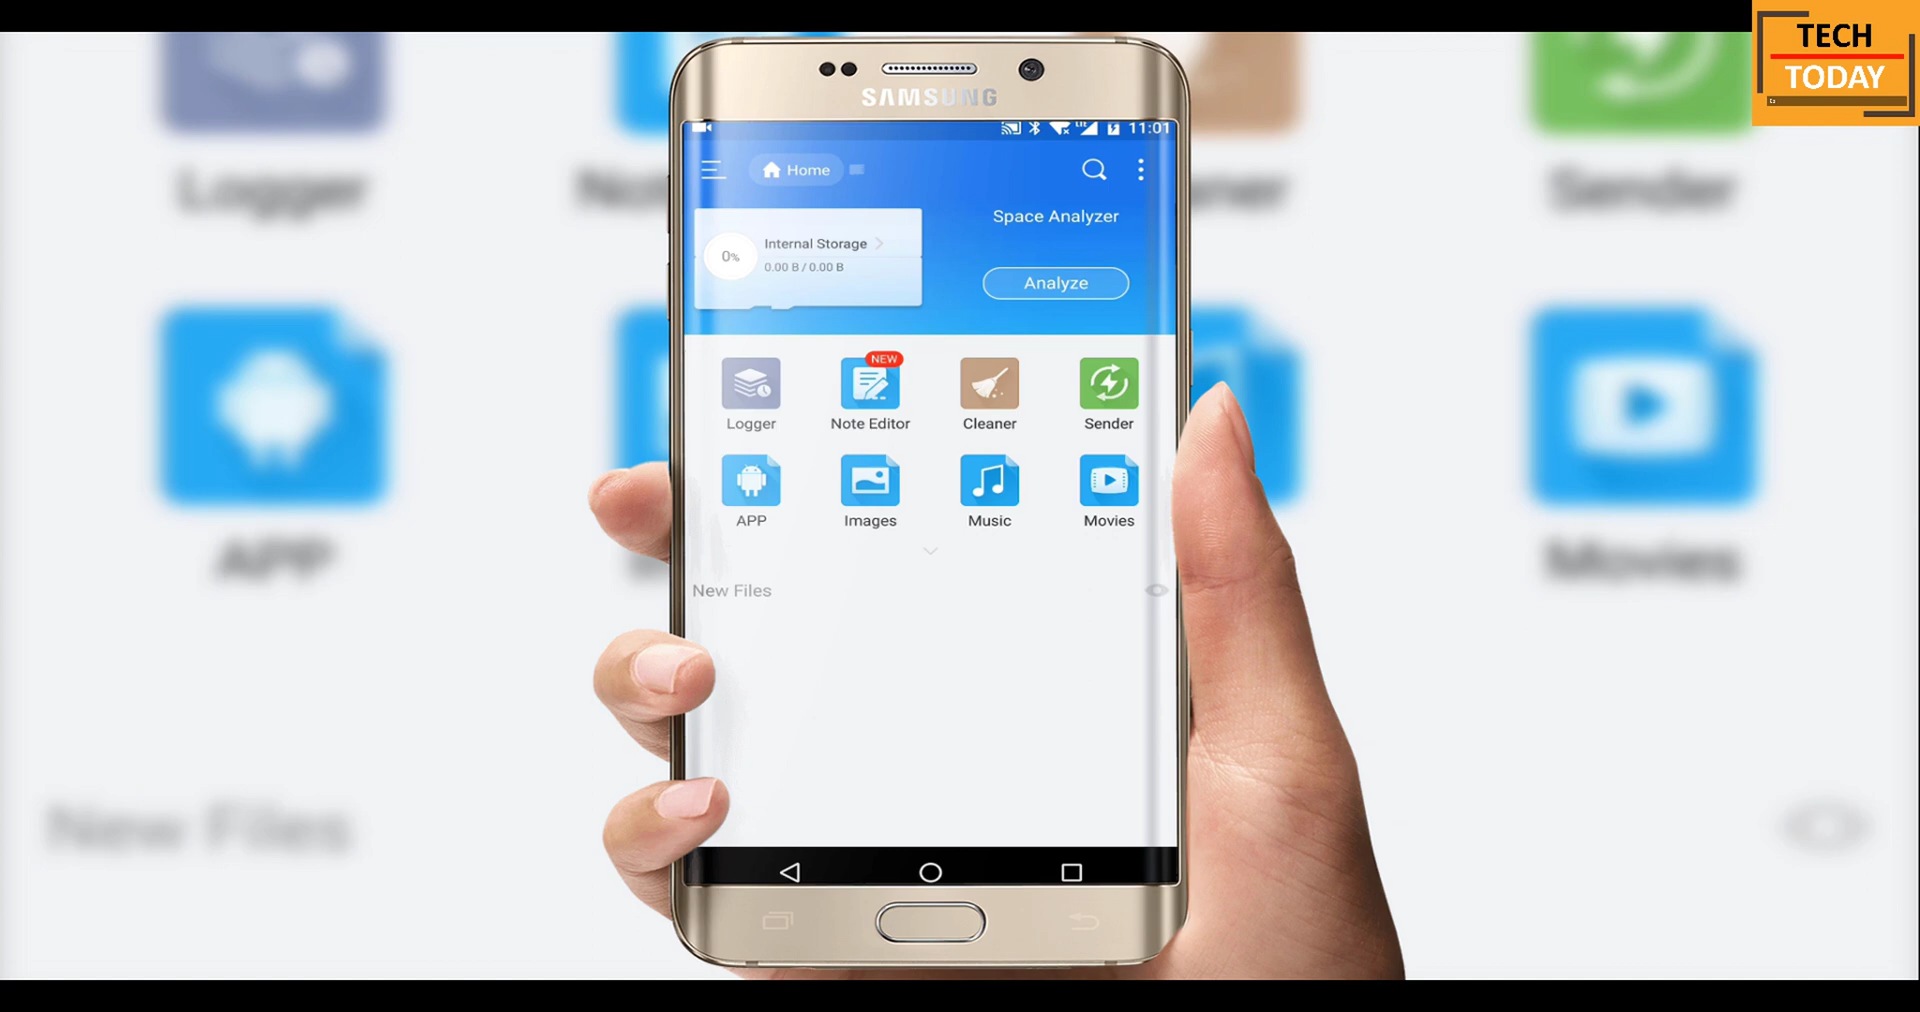 TECH
TODAY
SAMSUNG
11:01
Home
Space Analyzer
Internal Storage
0%
0.00 B / 0.00 B
Analyze
NEW
Logger
Note Editor
Cleaner
Sender
APP
Images
Music
Movies
New Files
Logger
Sender
APP
Movies
New Files